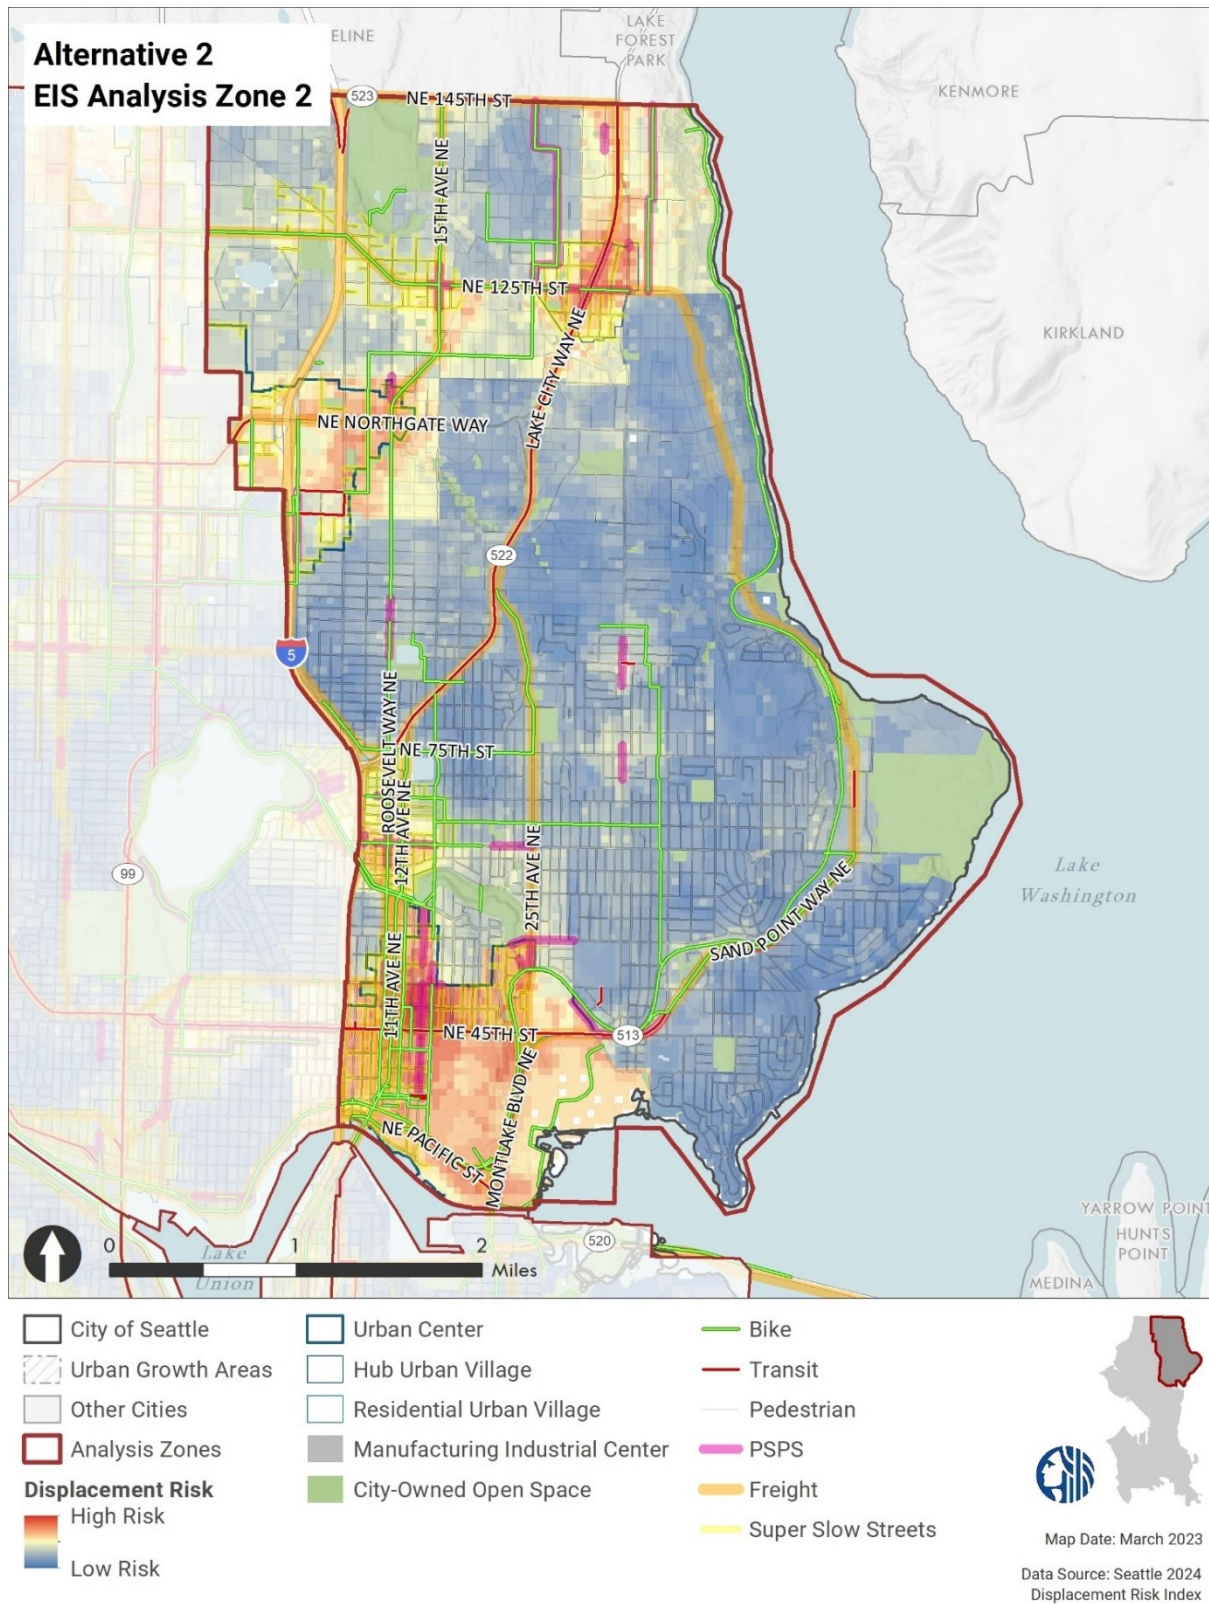 Alternative 2
EIS Analysis Zone 2
ELINE
LAKE
FOREST
PARK
KENMORE
523
NE 145TH ST
15TH AVE NE
NE 125TH ST
KIRKLAND
LAKE CITY WAY NE
NE NORTHGATE WAY
522
5
ROOSEVELT WAY NE
NE 75TH ST
12TH AVE NE
25TH AVE NE
99
Lake
Washington
SAND POINT WAY NE
11TH AVE NE
NE 45TH ST
513
MONTLAKE BLVD NE
NE PACIFIC ST
YARROW POINT
HUNTS
POINT
MEDINA
520
Lake
Union
0 1 2
Miles
City of Seattle
Urban Growth Areas
Other Cities
Analysis Zones
Displacement Risk
High Risk
Low Risk
Urban Center
Hub Urban Village
Residential Urban Village
Manufacturing Industrial Center
City-Owned Open Space
Bike
Transit
Pedestrian
PSPS
Freight
Super Slow Streets
Map Date: March 2023
Data Source: Seattle 2024
Displacement Risk Index